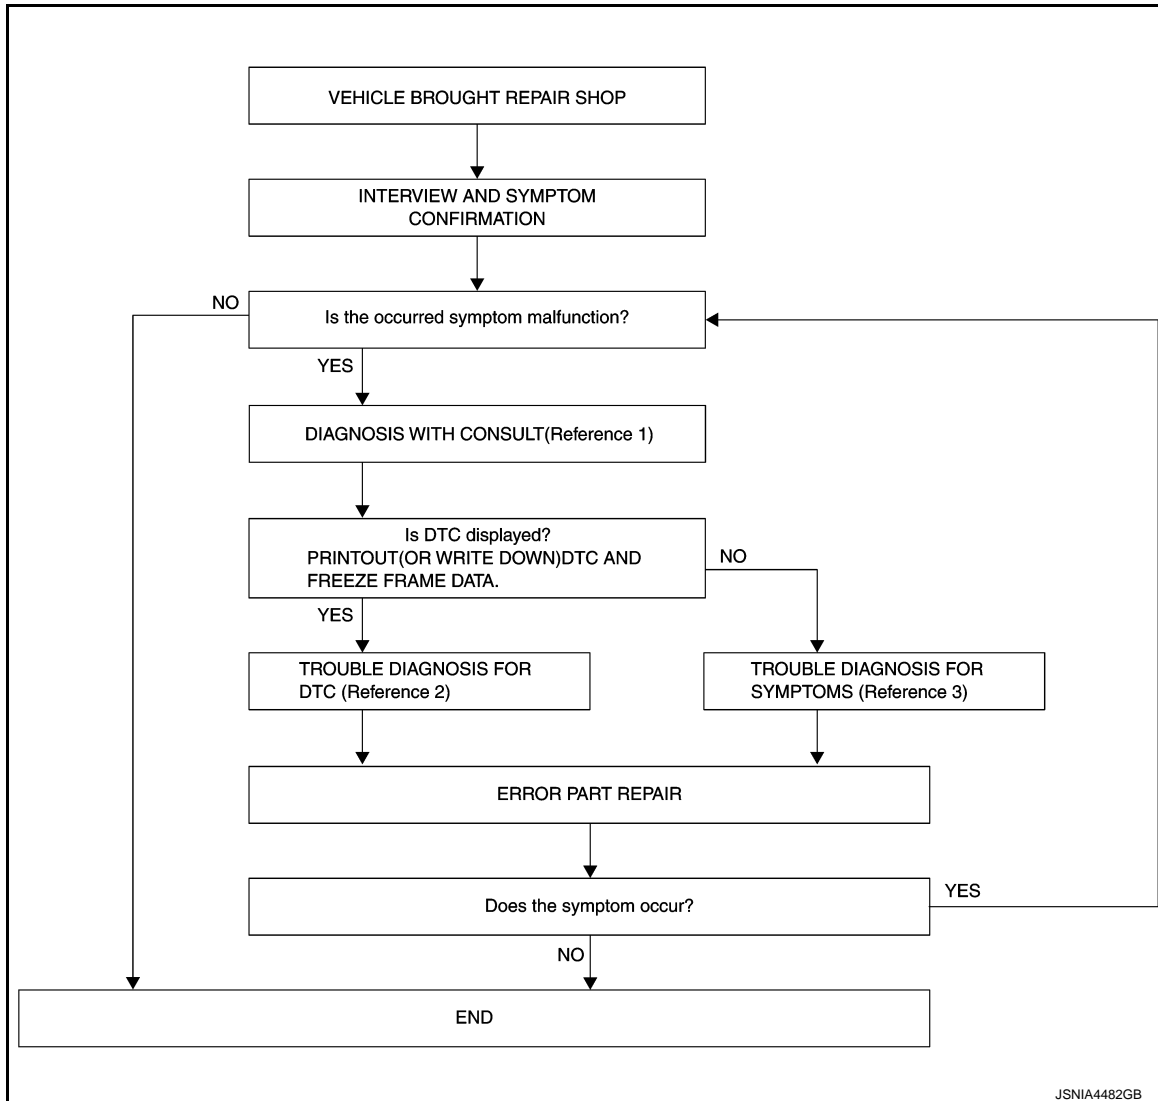 VEHICLE BROUGHT REPAIR SHOP
INTERVIEW AND SYMPTOM
CONFIRMATION
NO
Is the occurred symptom malfunction?
YES
DIAGNOSIS WITH CONSULT(Reference 1)
Is DTC displayed?
PRINTOUT(OR WRITE DOWN)DTC AND
FREEZE FRAME DATA.
NO
YES
TROUBLE DIAGNOSIS FOR
DTC (Reference 2)
TROUBLE DIAGNOSIS FOR
SYMPTOMS (Reference 3)
ERROR PART REPAIR
Does the symptom occur?
YES
NO
END
JSNIA4482GB